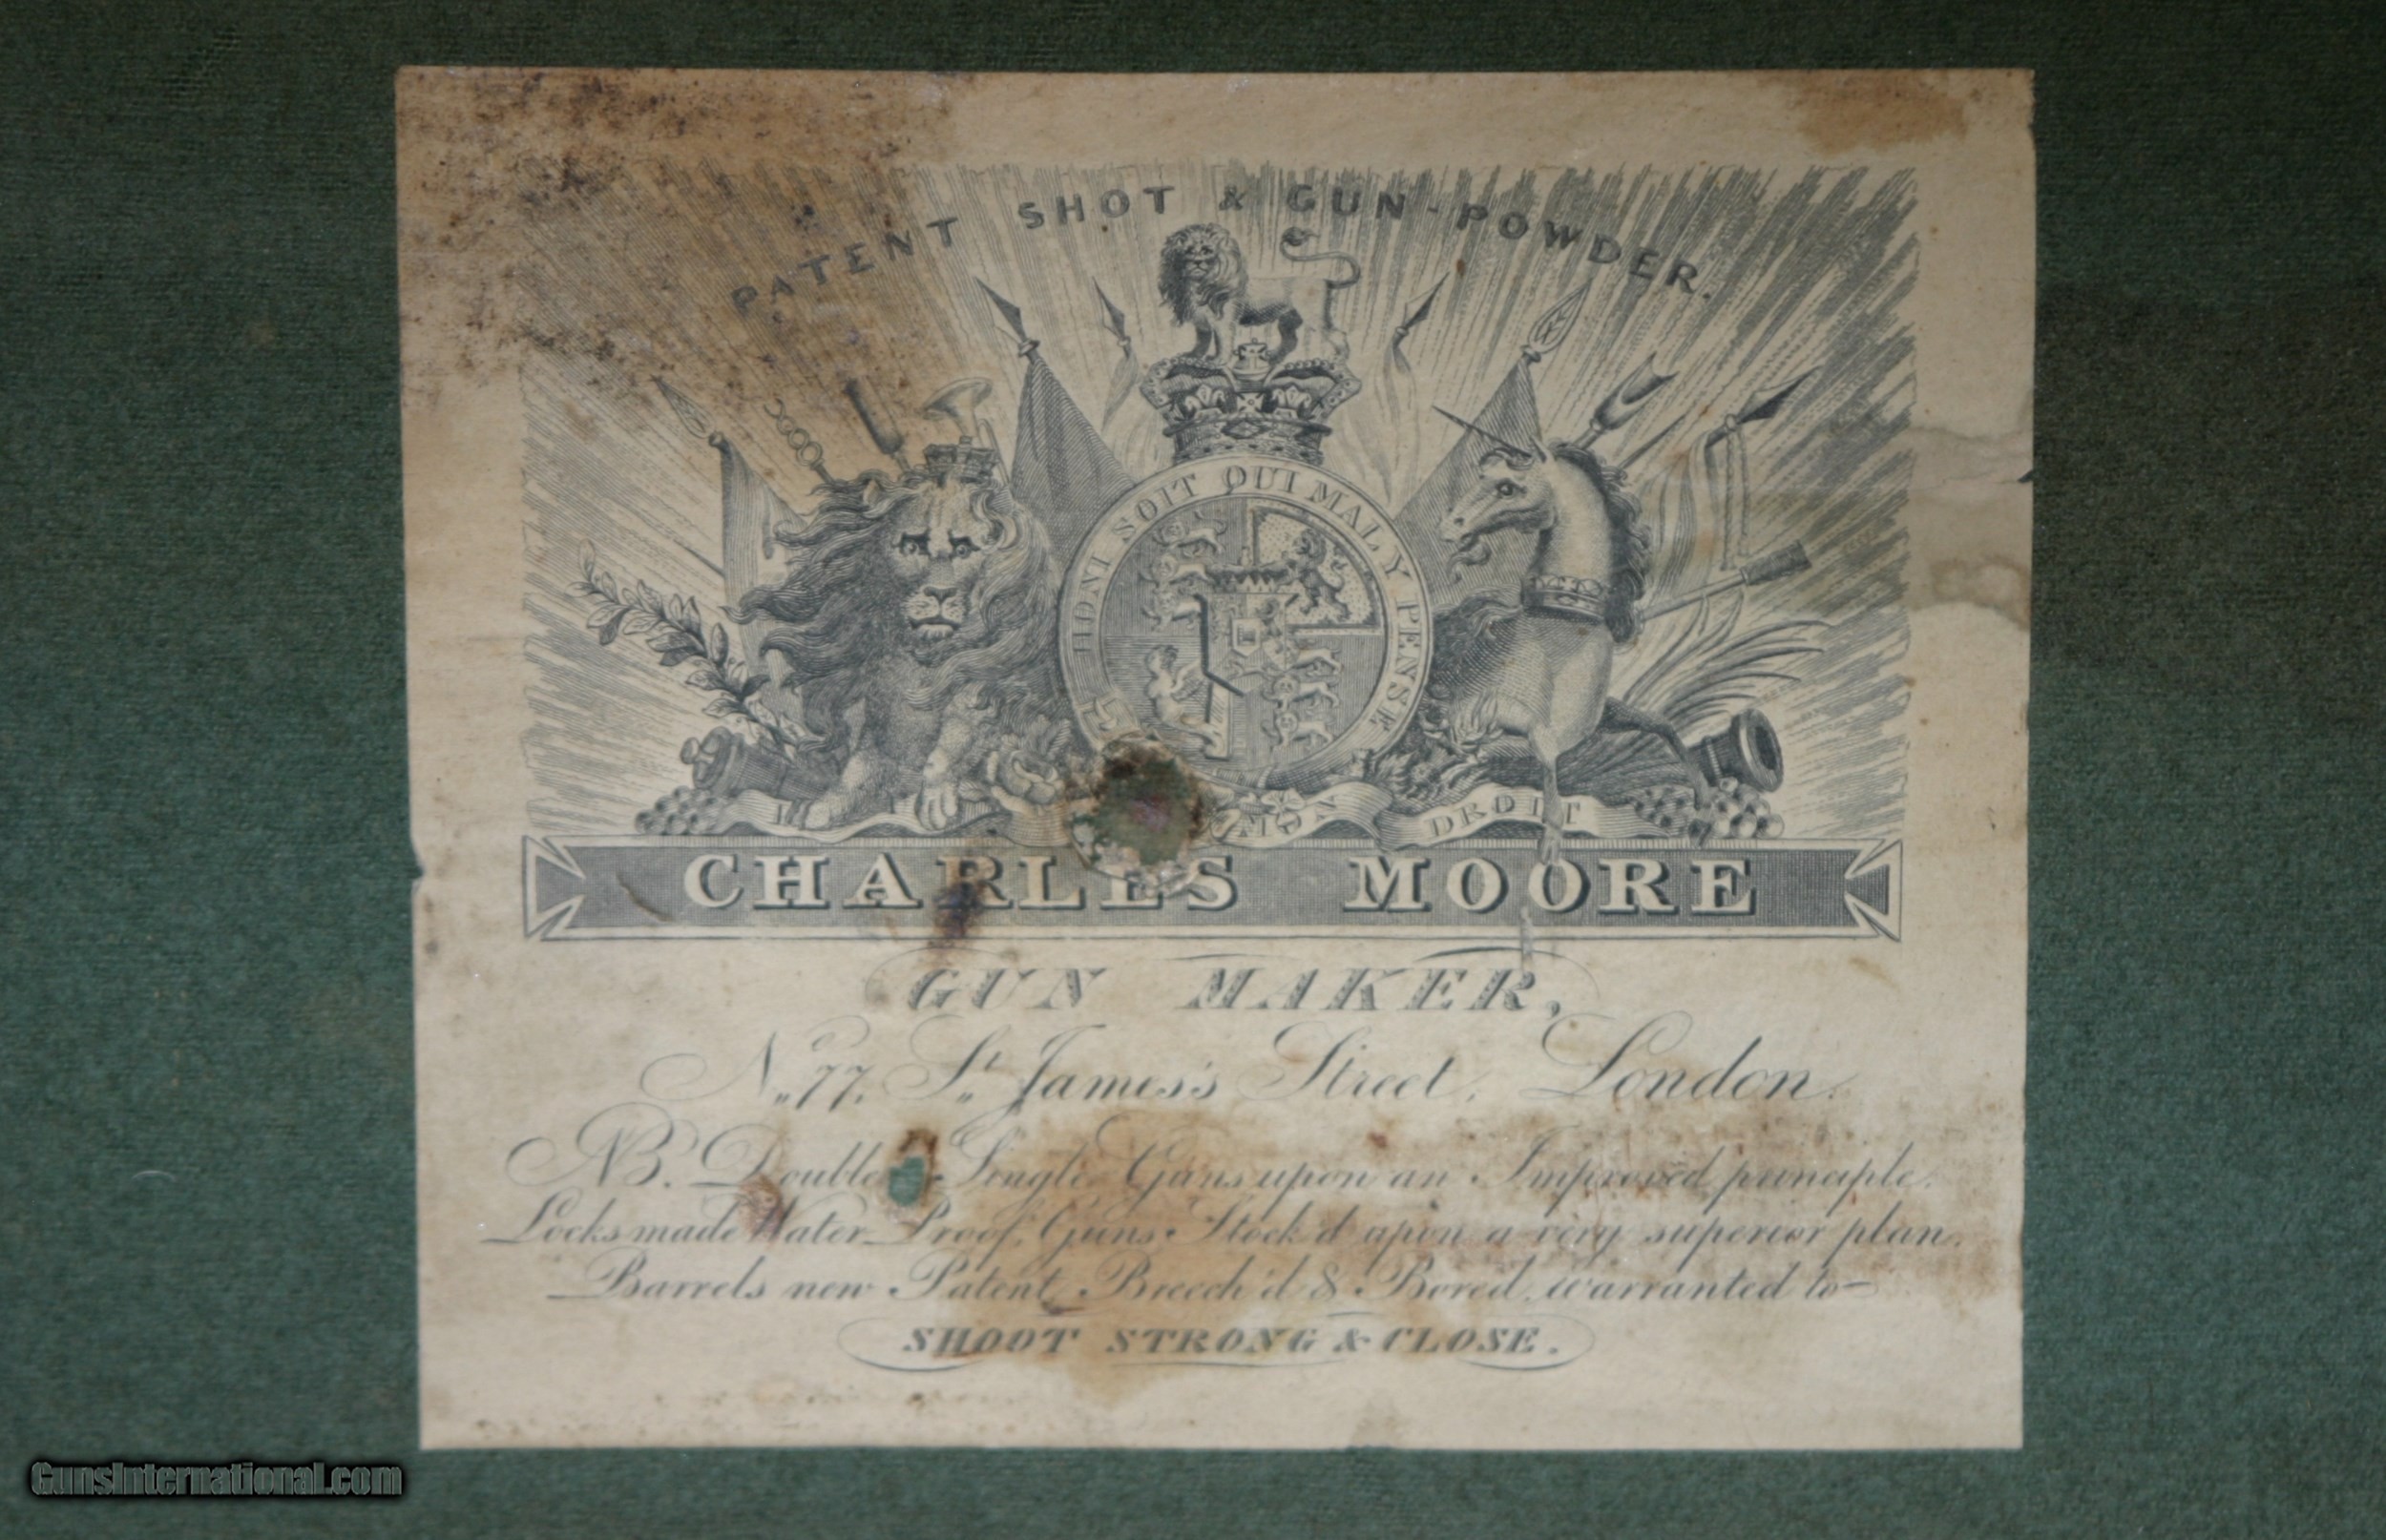 PATENT SHOT & GUN-POWDER.
HONI SOIT QUI MAL Y PENSE
MON DROIT
CHARLES MOORE
GUN MAKER,
No. 77, St. James's Street, London.
NB. Double Single Guns upon an Improved principle.
Locks made Water Proof, Guns Stock'd upon a very superior plan.
Barrels new Patent Breech'd & Bored, warranted to
SHOOT STRONG & CLOSE.
GunsInternational.com